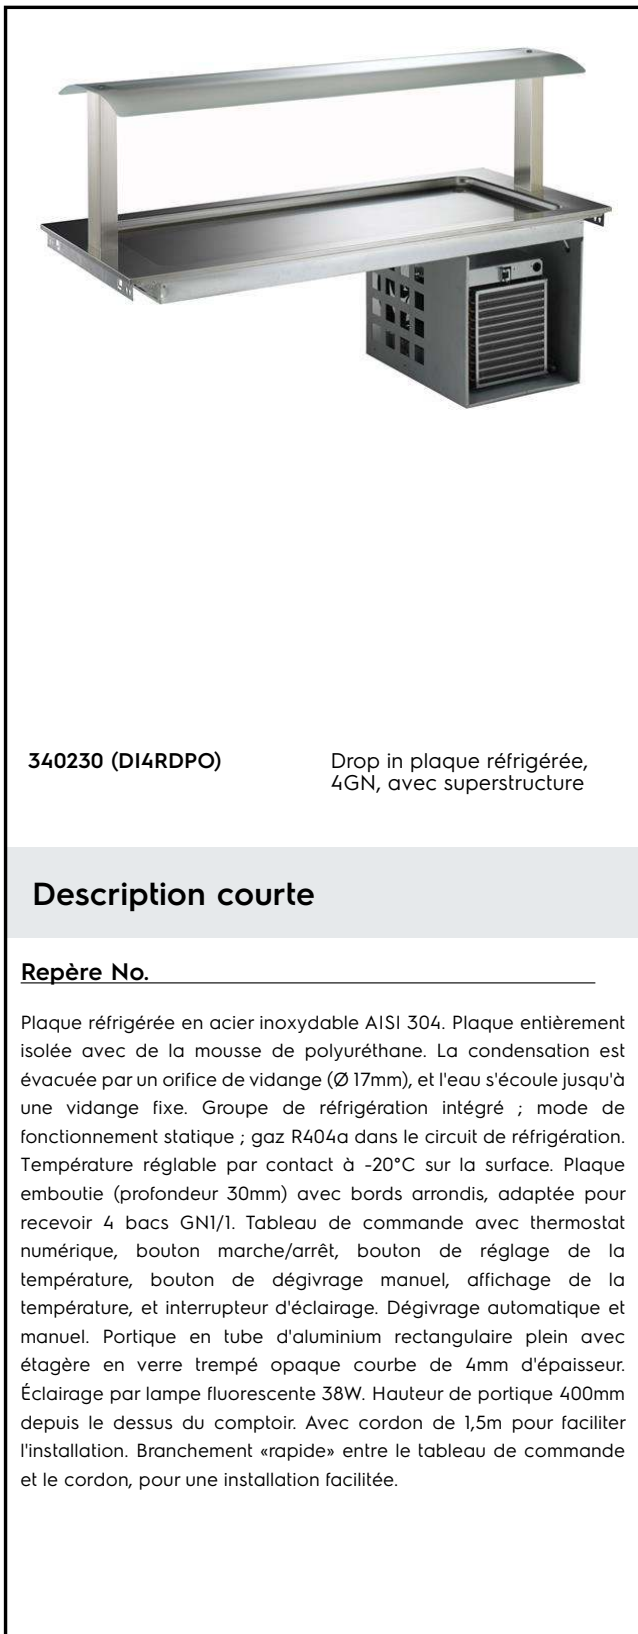 340230 (DI4RDPO)
Drop in plaque réfrigérée,
4GN, avec superstructure
Description courte
Repère No.
Plaque réfrigérée en acier inoxydable AISI 304. Plaque entièrement
isolée avec de la mousse de polyuréthane. La condensation est
évacuée par un orifice de vidange (Ø 17mm), et l'eau s'écoule jusqu'à
une vidange fixe. Groupe de réfrigération intégré ; mode de
fonctionnement statique ; gaz R404a dans le circuit de réfrigération.
Température réglable par contact à -20°C sur la surface. Plaque
emboutie (profondeur 30mm) avec bords arrondis, adaptée pour
recevoir 4 bacs GN1/1. Tableau de commande avec thermostat
numérique, bouton marche/arrêt, bouton de réglage de la
température, bouton de dégivrage manuel, affichage de la
température, et interrupteur d'éclairage. Dégivrage automatique et
manuel. Portique en tube d'aluminium rectangulaire plein avec
étagère en verre trempé opaque courbe de 4mm d'épaisseur.
Éclairage par lampe fluorescente 38W. Hauteur de portique 400mm
depuis le dessus du comptoir. Avec cordon de 1,5m pour faciliter
l'installation. Branchement «rapide» entre le tableau de commande
et le cordon, pour une installation facilitée.